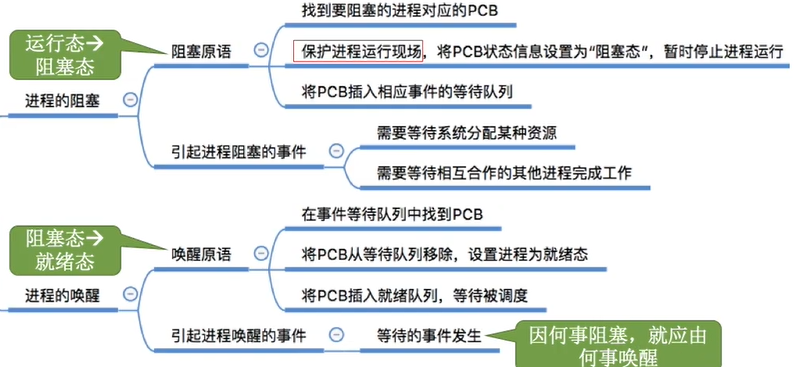 找到要阻塞的进程对应的PCB
运行态→
阻塞态
阻塞原语
保护进程运行现场，将PCB状态信息设置为“阻塞态”，暂时停止进程运行
进程的阻塞
将PCB插入相应事件的等待队列
需要等待系统分配某种资源
引起进程阻塞的事件
需要等待相互合作的其他进程完成工作
在事件等待队列中找到PCB
阻塞态→
就绪态
唤醒原语
将PCB从等待队列移除，设置进程为就绪态
进程的唤醒
将PCB插入就绪队列，等待被调度
引起进程唤醒的事件
等待的事件发生
因何事阻塞，就应由
何事唤醒